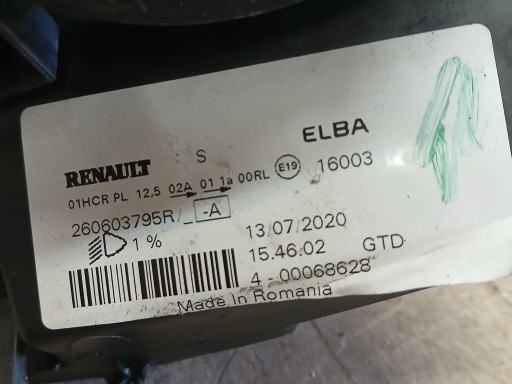 S ELBA
RENAULT
01HCR PL 12,5 02A 01 1a 00RL E19 16003
260603795R/_ -A 13/07/2020
1 % 15.46.02 GTD
4-00068628
Made In Romania